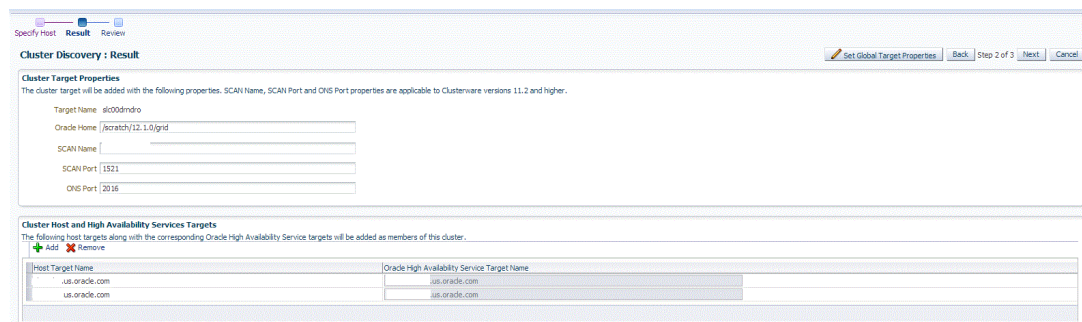 Specify Host Result Review
Cluster Discovery : Result
Set Global Target Properties Back Step 2 of 3 Next Cancel
Cluster Target Properties
The cluster target will be added with the following properties. SCAN Name, SCAN Port and ONS Port properties are applicable to Clusterware versions 11.2 and higher.
Target Name slc00drndro
Oracle Home /scratch/12.1.0/grid
SCAN Name
SCAN Port 1521
ONS Port 2016
Cluster Host and High Availability Services Targets
The following host targets along with the corresponding Oracle High Availability Service targets will be added as members of this cluster.
Add Remove
Host Target Name Oracle High Availability Service Target Name
.us.oracle.com .us.oracle.com
us.oracle.com .us.oracle.com